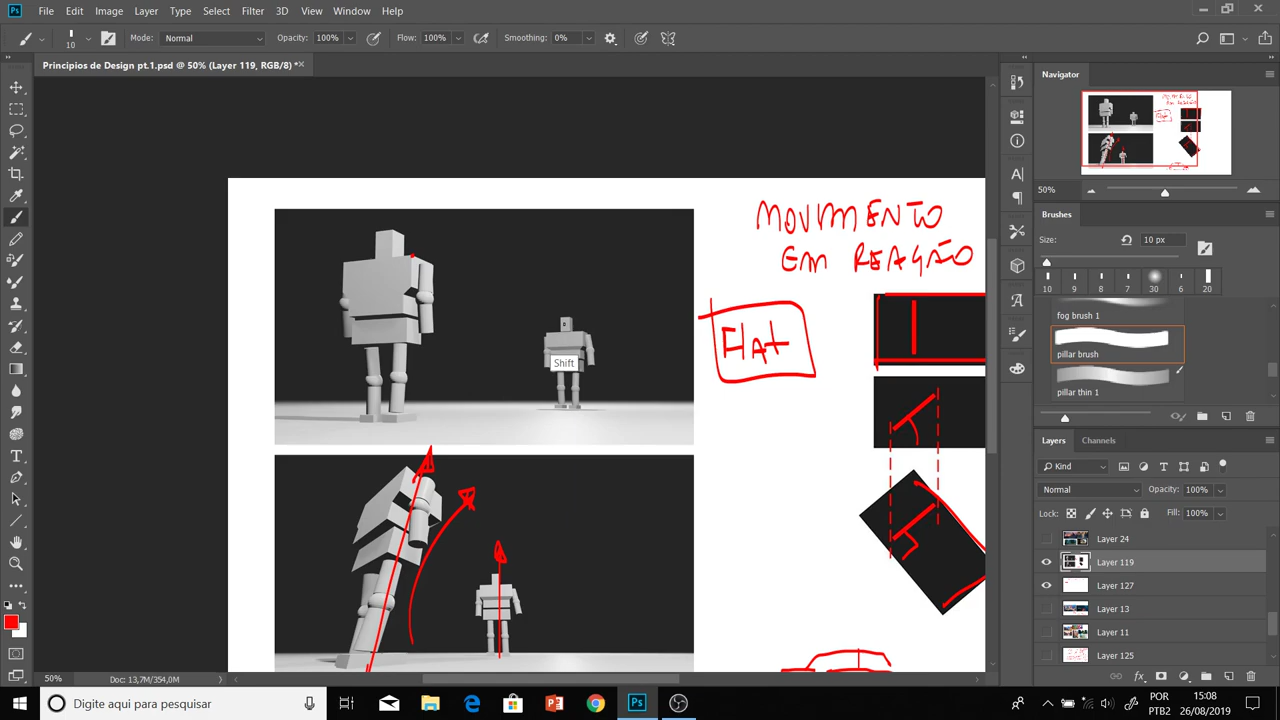 Ps File Edit Image Layer Type Select Filter 3D View Window Help
10 Mode: Normal Opacity: 100% Flow: 100% Smoothing: 0%
Principios de Design pt.1.psd @ 50% (Layer 119, RGB/8) *
Navigator
50%
Brushes
Size: 10 px
10 9 8 7 30 6 20
fog brush 1
pillar brush
pillar thin 1
Layers Channels
Kind
Normal Opacity: 100%
Lock: Fill: 100%
Layer 24
Layer 119
Layer 127
Layer 13
Layer 11
Layer 125
MOVIMENTO
EM REAÇÃO
FLAT
Shift
50% Doc: 13,7M/354,0M
Digite aqui para pesquisar
Ps
POR
PTB2
15:08
26/08/2019